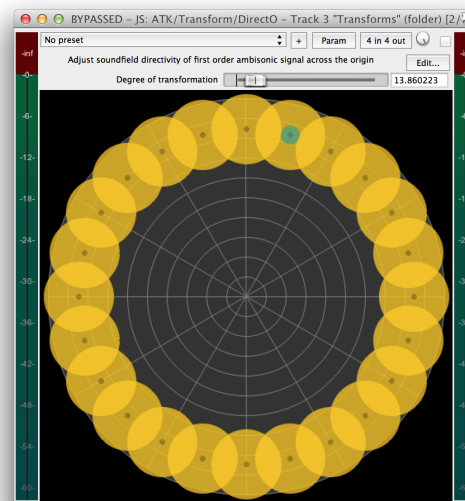 BYPASSED - JS: ATK/Transform/DirectO - Track 3 "Transforms" (folder) [2/
No preset + Param 4 in 4 out
Adjust soundfield directivity of first order ambisonic signal across the origin Edit...
Degree of transformation 13.860223
-inf
-0-
-6-
-12-
-18-
-24-
-30-
-36-
-42-
-48-
-54-
-60-